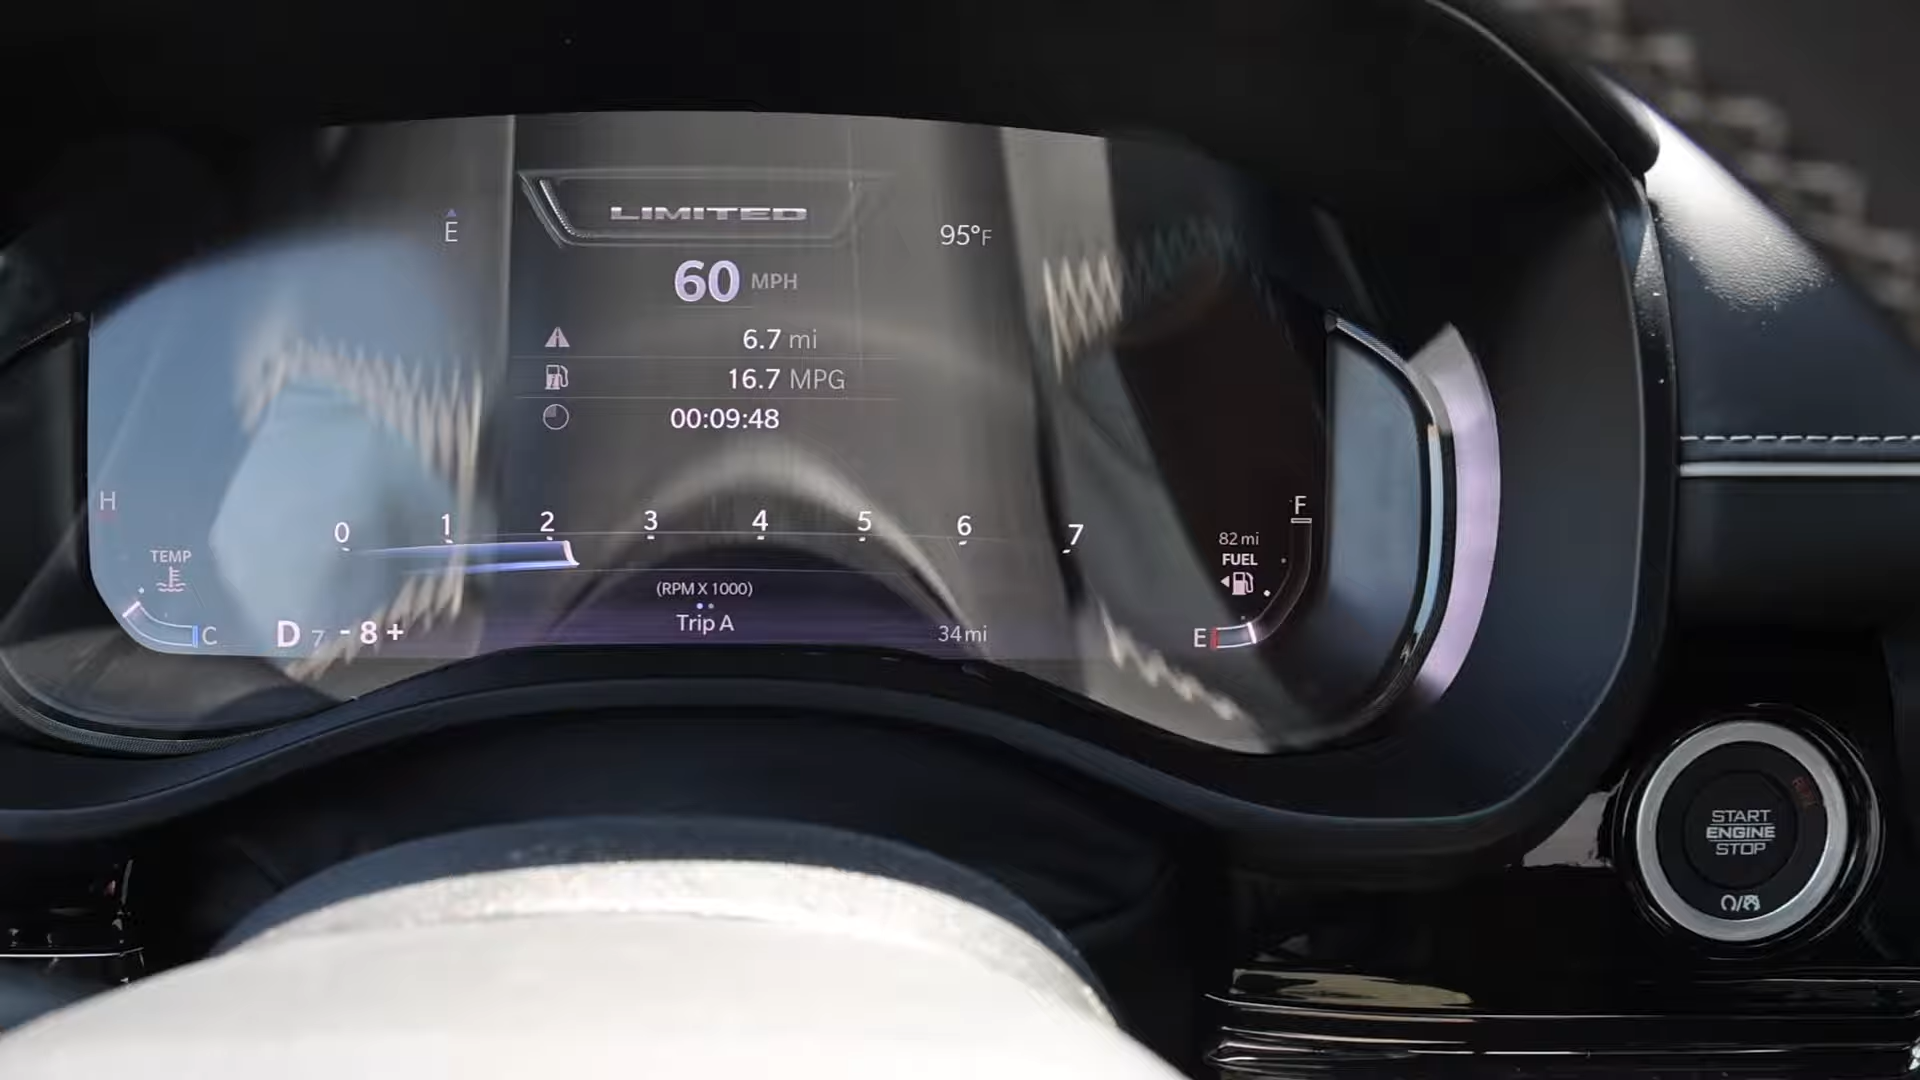 LIMITED
E
95°F
60 MPH
6.7 mi
16.7 MPG
00:09:48
H
F
0 1 2 3 4 5 6 7
82 mi
TEMP
FUEL
(RPM X 1000)
Trip A
C
D 7 - 8 +
34 mi
E
START
ENGINE
STOP